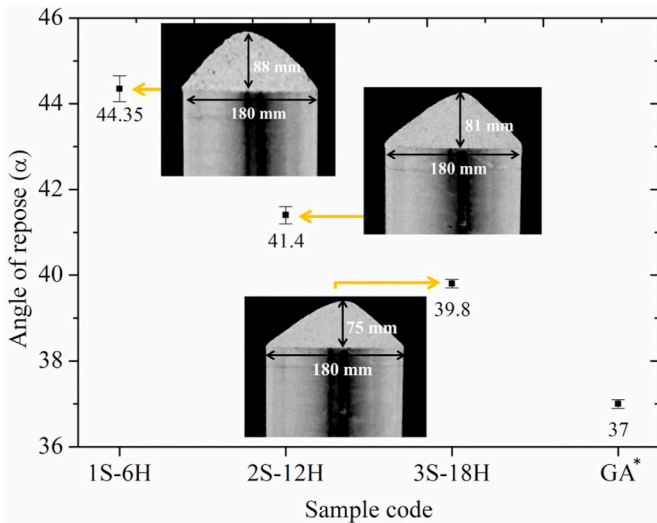 46
44
42
40
38
36
Angle of repose (α)
88 mm
180 mm
44.35
81 mm
180 mm
41.4
75 mm
180 mm
39.8
37
1S-6H 2S-12H 3S-18H GA*
Sample code